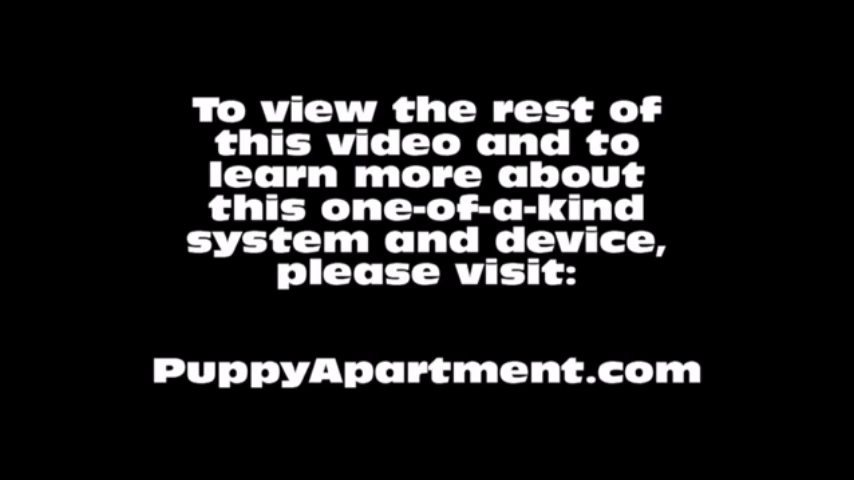 To view the rest of
this video and to
learn more about
this one-of-a-kind
system and device,
please visit:
PuppyApartment.com